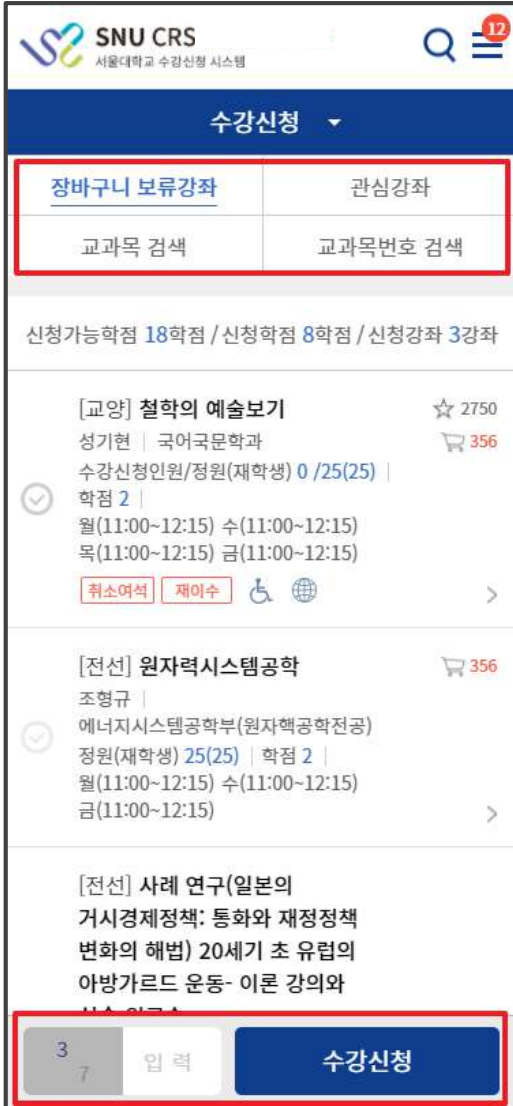 SNU CRS
서울대학교 수강신청 시스템
12
수강신청
장바구니 보류강좌
관심강좌
교과목 검색
교과목번호 검색
신청가능학점 18학점 / 신청학점 8학점 / 신청강좌 3강좌
[교양] 철학의 예술보기
2750
성기현 | 국어국문학과
356
수강신청인원/정원(재학생) 0 /25(25) |
학점 2 |
월(11:00~12:15) 수(11:00~12:15)
목(11:00~12:15) 금(11:00~12:15)
취소여석 재이수
[전선] 원자력시스템공학
356
조형규 |
에너지시스템공학부(원자핵공학전공)
정원(재학생) 25(25) | 학점 2 |
월(11:00~12:15) 수(11:00~12:15)
금(11:00~12:15)
[전선] 사례 연구(일본의
거시경제정책: 통화와 재정정책
변화의 해법) 20세기 초 유럽의
아방가르드 운동- 이론 강의와
3
7
입 력
수강신청